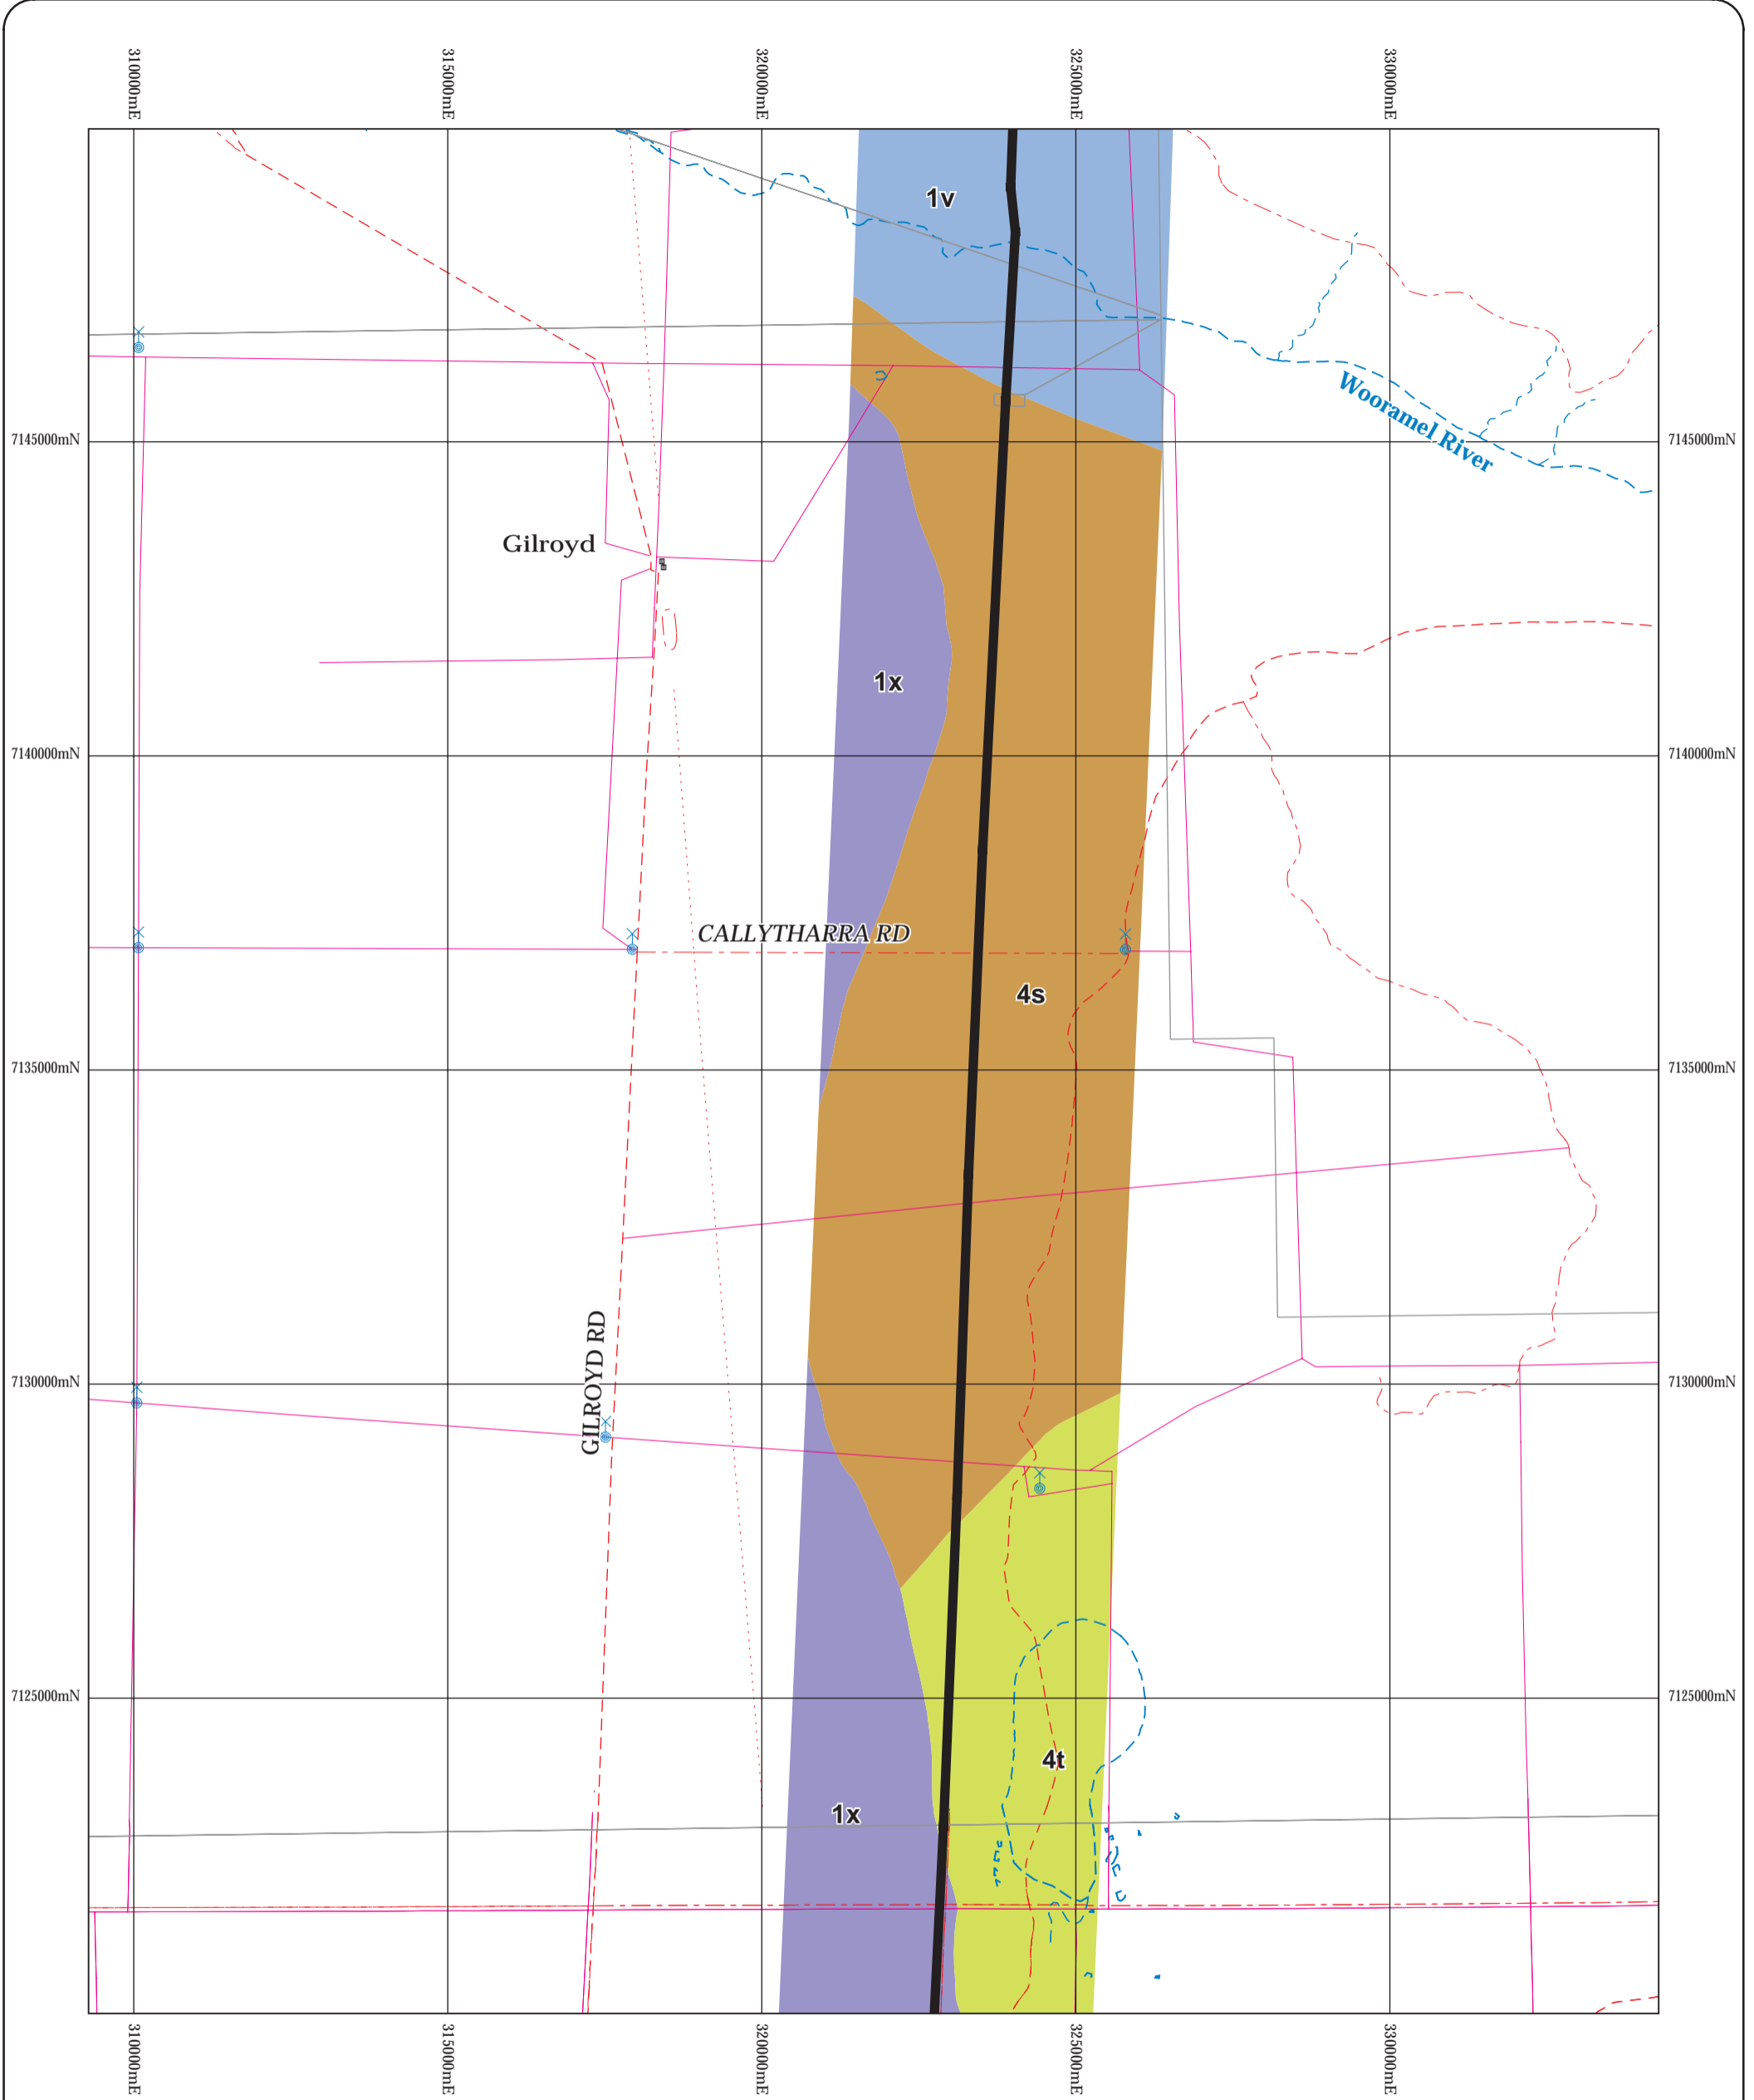 310000mE
315000mE
320000mE
325000mE
330000mE
1v
Wooramel River
7145000mN
7145000mN
Gilroyd
1x
7140000mN
7140000mN
CALLYTHARRA RD
4s
7135000mN
7135000mN
GILROYD RD
7130000mN
7130000mN
7125000mN
7125000mN
4t
1x
310000mE
315000mE
320000mE
325000mE
330000mE